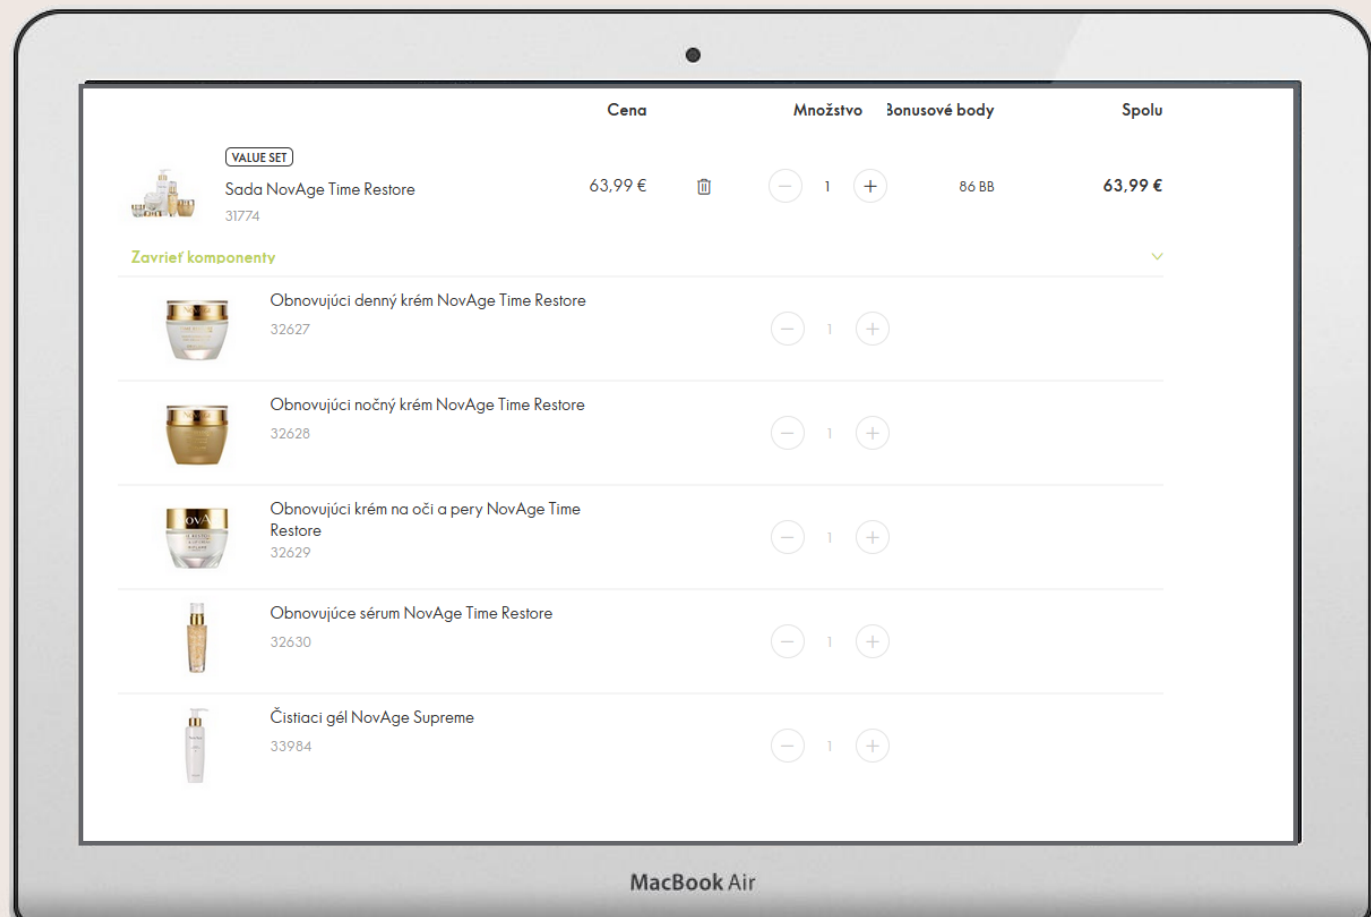 Cena Množstvo Bonusové body Spolu
VALUE SET
Sada NovAge Time Restore 63,99 € 1 86 BB 63,99 €
31774
Zavrieť komponenty
Obnovujúci denný krém NovAge Time Restore
32627
1
Obnovujúci nočný krém NovAge Time Restore
32628
1
Obnovujúci krém na oči a pery NovAge Time
Restore
32629
1
Obnovujúce sérum NovAge Time Restore
32630
1
Čistiaci gél NovAge Supreme
33984
1
MacBook Air